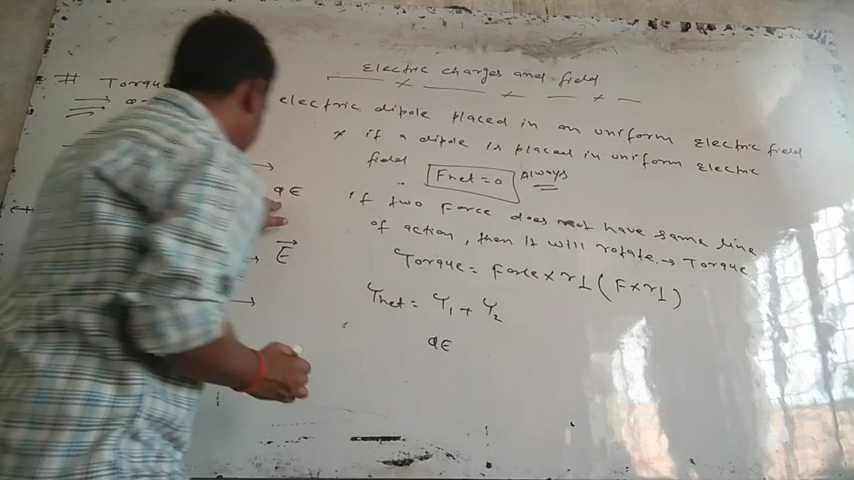 Electric charges and field
# Torque
electric dipole placed in an uniform electric field
* if a dipole is placed in uniform electric
field Fnet = 0 Always
if two Force does not have same line
of action, then it will rotate → Torque
Torque = Force × r⊥ (F × r⊥)
τnet = τ1 + τ2
qE
qE
E